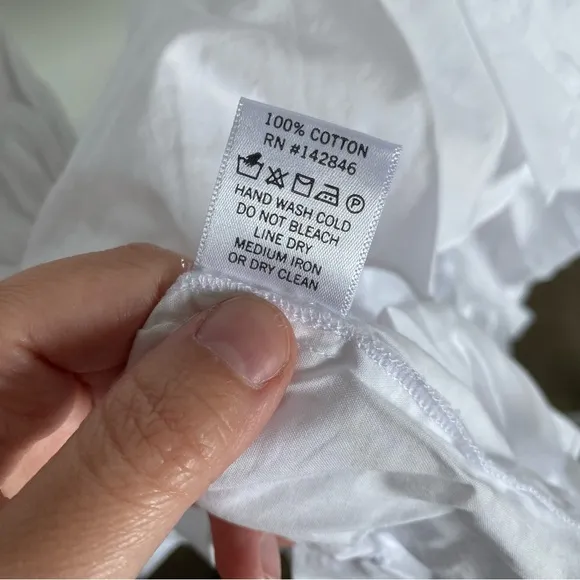 100% COTTON
RN #142846
P
HAND WASH COLD
DO NOT BLEACH
LINE DRY
MEDIUM IRON
OR DRY CLEAN